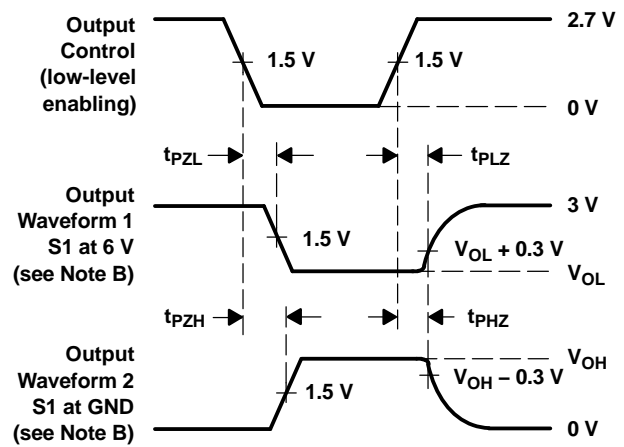 Output
Control
(low-level
enabling)
2.7 V
1.5 V
1.5 V
0 V
tPZL
tPLZ
Output
Waveform 1
S1 at 6 V
(see Note B)
3 V
1.5 V
VOL + 0.3 V
VOL
tPZH
tPHZ
Output
Waveform 2
S1 at GND
(see Note B)
VOH
1.5 V
VOH − 0.3 V
0 V